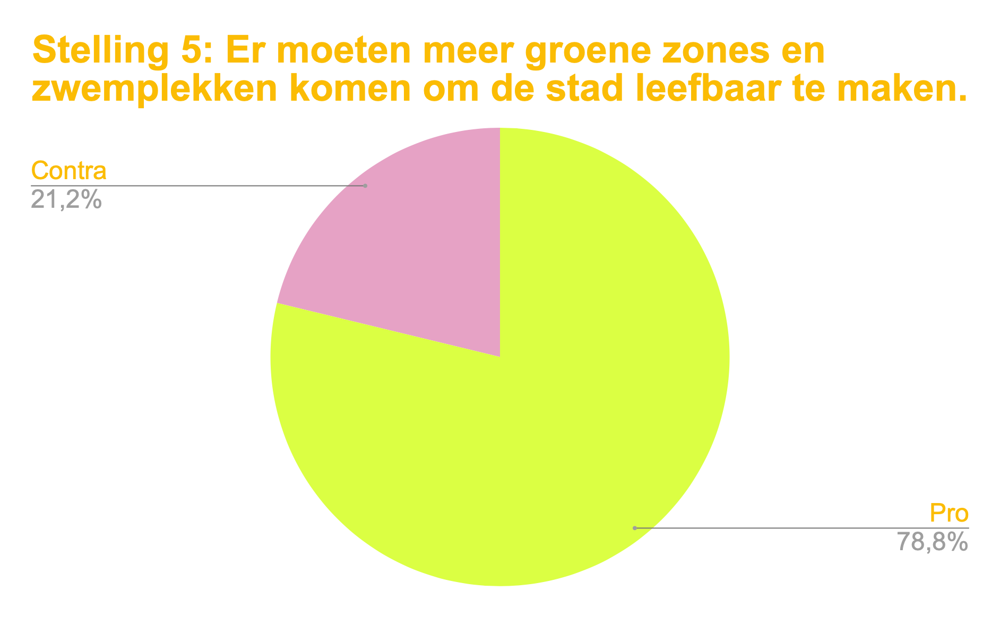 Stelling 5: Er moeten meer groene zones en
zwemplekken komen om de stad leefbaar te maken.
Contra
21,2%
Pro
78,8%